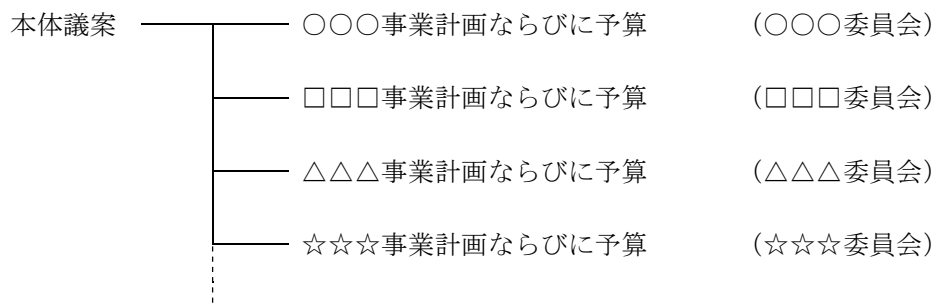 本体議案 ○○○事業計画ならびに予算 (○○○委員会)
□□□事業計画ならびに予算 (□□□委員会)
△△△事業計画ならびに予算 (△△△委員会)
☆☆☆事業計画ならびに予算 (☆☆☆委員会)